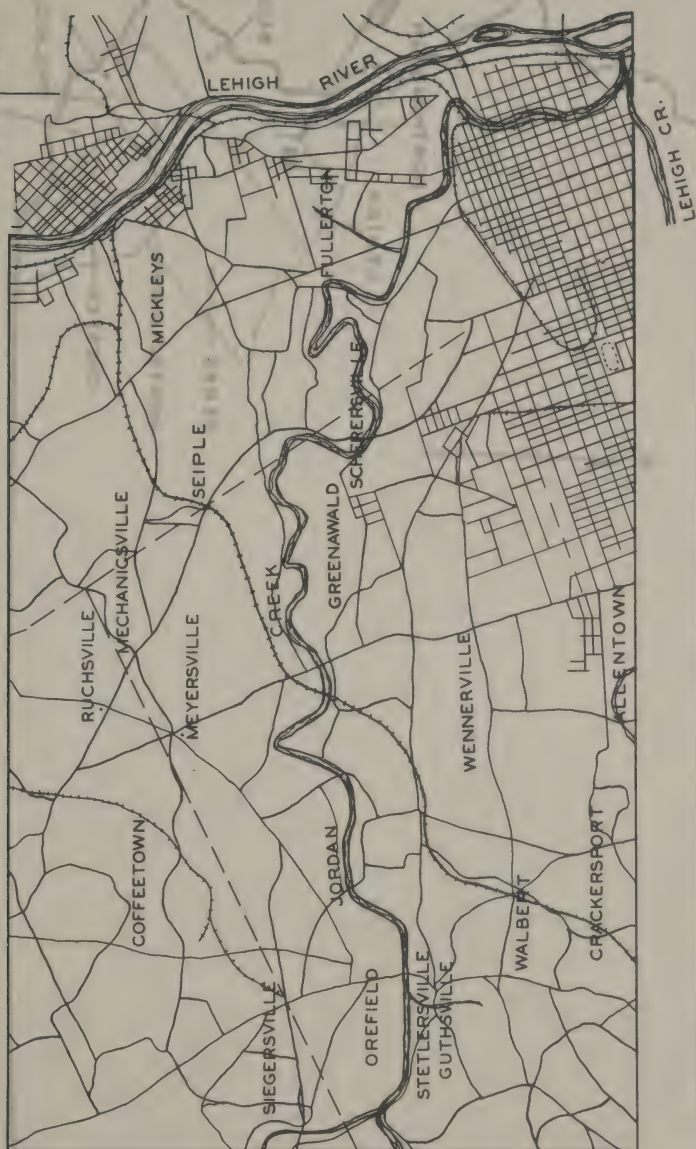 LEHIGH RIVER
LEHIGH CR.
FULLERTON
MICKLEYS
SCHERERSVILLE
SEIPLE
GREENAWALD
MECHANICSVILLE
CREEK
RUCHSVILLE
MEYERSVILLE
ALLENTOWN
WENNERVILLE
COFFEETOWN
JORDAN
CRACKERSPORT
WALBERT
SIEGERSVILLE
OREFIELD
STETLERSVILLE
GUTHSVILLE